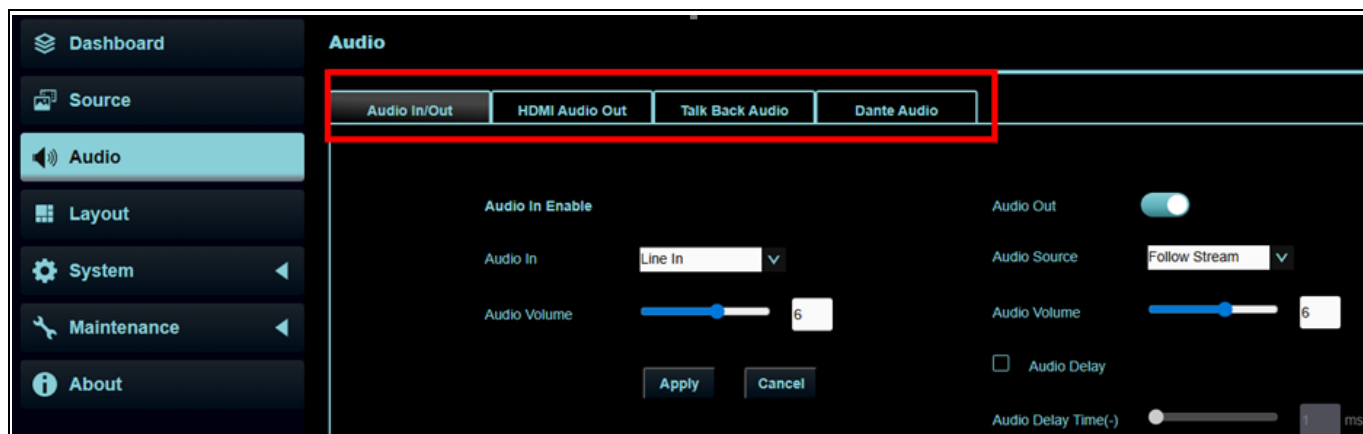 Dashboard
Source
Audio
Layout
System
Maintenance
About
Audio
Audio In/Out HDMI Audio Out Talk Back Audio Dante Audio
Audio In Enable
Audio In Line In
Audio Volume 6
Apply Cancel
Audio Out
Audio Source Follow Stream
Audio Volume 6
Audio Delay
Audio Delay Time(-) 1 ms